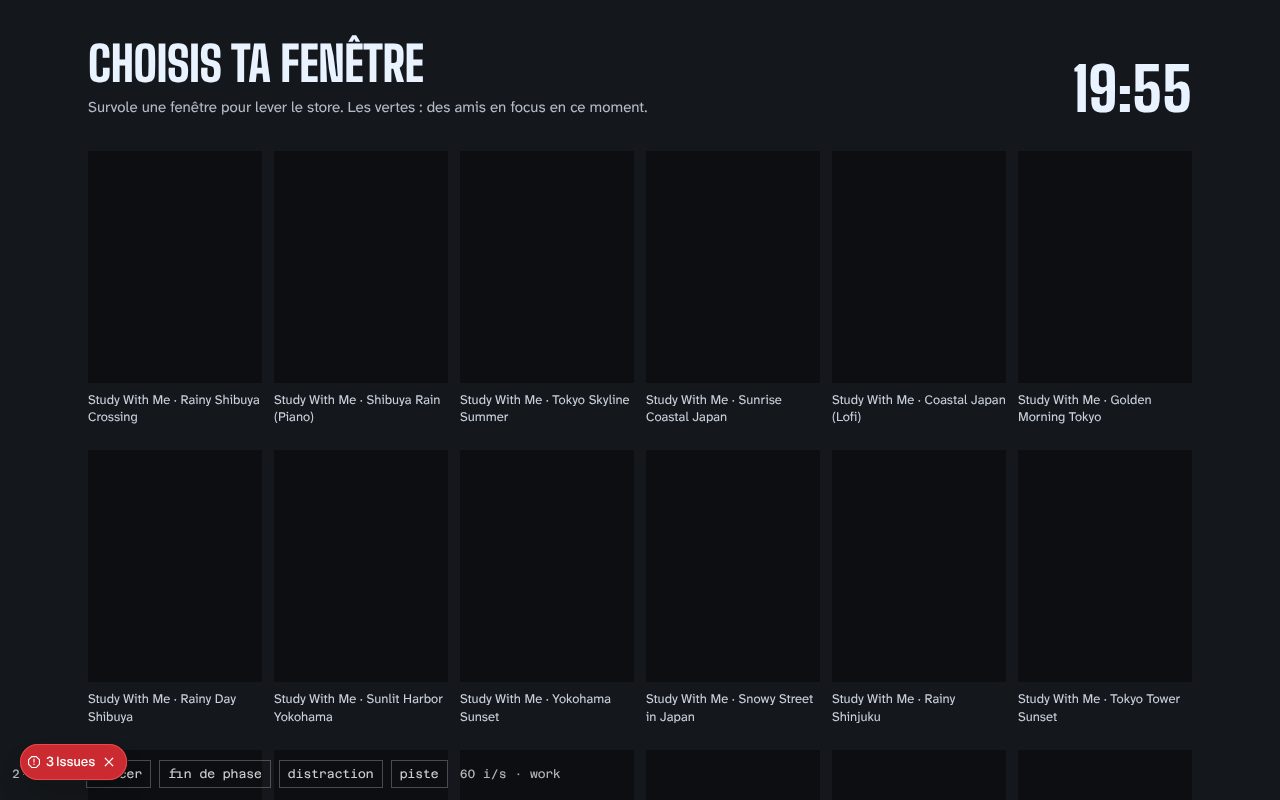 CHOISIS TA FENÊTRE
Survole une fenêtre pour lever le store. Les vertes : des amis en focus en ce moment.
19:55
Study With Me · Rainy Shibuya Crossing
Study With Me · Shibuya Rain (Piano)
Study With Me · Tokyo Skyline Summer
Study With Me · Sunrise Coastal Japan
Study With Me · Coastal Japan (Lofi)
Study With Me · Golden Morning Tokyo
Study With Me · Rainy Day Shibuya
Study With Me · Sunlit Harbor Yokohama
Study With Me · Yokohama Sunset
Study With Me · Snowy Street in Japan
Study With Me · Rainy Shinjuku
Study With Me · Tokyo Tower Sunset
2
3 Issues
fin de phase
distraction
piste
60 i/s · work